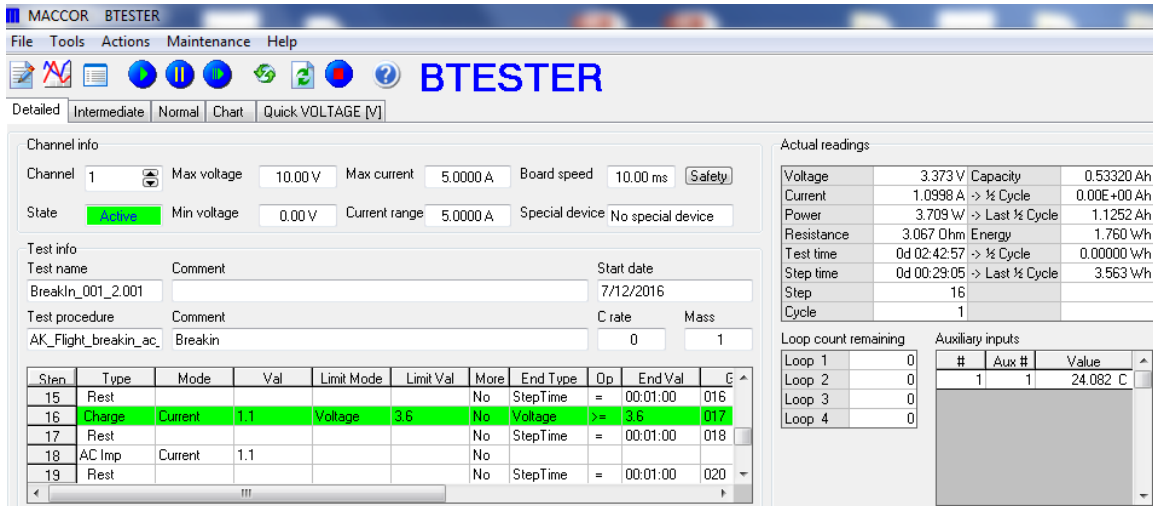 MACCOR BTESTER
File Tools Actions Maintenance Help
BTESTER
Detailed Intermediate Normal Chart Quick VOLTAGE [V]
Channel info
Channel 1 Max voltage 10.00 V Max current 5.0000 A Board speed 10.00 ms Safety
State Active Min voltage 0.00 V Current range 5.0000 A Special device No special device
Test info
Test name Comment Start date
BreakIn_001_2.001 7/12/2016
Test procedure Comment C rate Mass
AK_Flight_breakin_ac_ Breakin 0 1
Step Type Mode Val Limit Mode Limit Val More End Type Op End Val
15 Rest No StepTime = 00:01:00 016
16 Charge Current 1.1 Voltage 3.6 No Voltage >= 3.6 017
17 Rest No StepTime = 00:01:00 018
18 AC Imp Current 1.1 No
19 Rest No StepTime = 00:01:00 020
Actual readings
Voltage 3.373 V Capacity 0.53320 Ah
Current 1.0998 A -> ½ Cycle 0.00E+00 Ah
Power 3.709 W -> Last ½ Cycle 1.1252 Ah
Resistance 3.067 Ohm Energy 1.760 Wh
Test time 0d 02:42:57 -> ½ Cycle 0.00000 Wh
Step time 0d 00:29:05 -> Last ½ Cycle 3.563 Wh
Step 16
Cycle 1
Loop count remaining
Loop 1 0
Loop 2 0
Loop 3 0
Loop 4 0
Auxiliary inputs
# Aux # Value
1 1 24.082 C